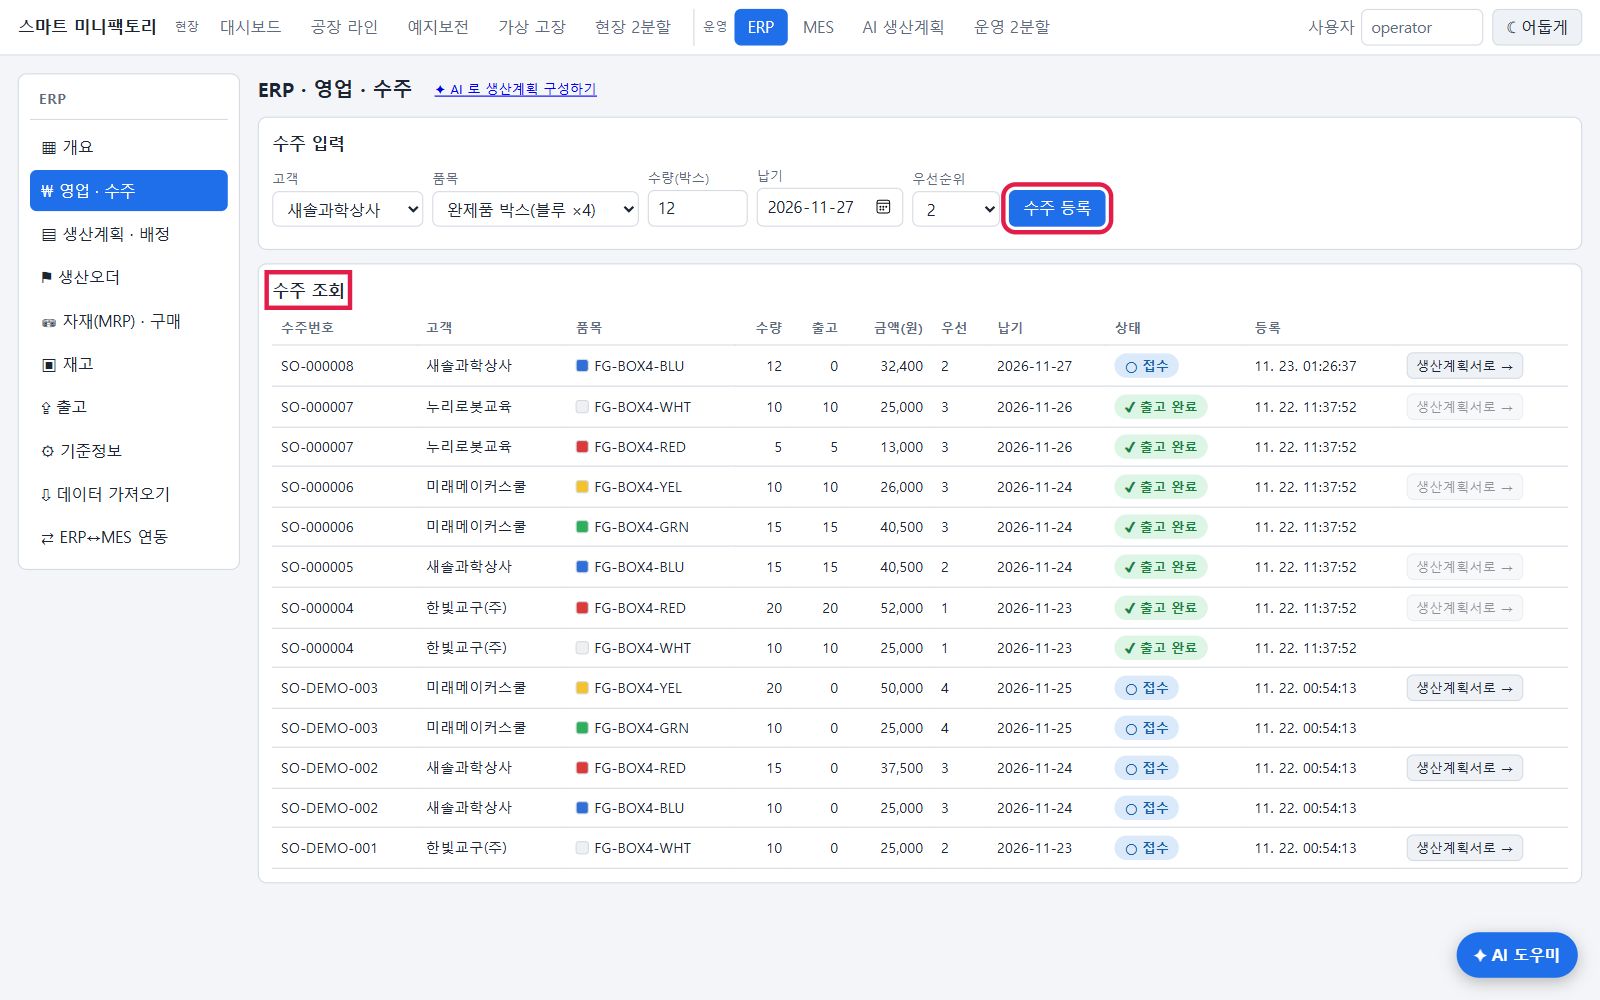 스마트 미니팩토리 현장 대시보드 공장 라인 예지보전 가상 고장 현장 2분할 운영 ERP MES AI 생산계획 운영 2분할 사용자 operator ☾ 어둡게
ERP
▦ 개요
₩ 영업 · 수주
▤ 생산계획 · 배정
⚑ 생산오더
자재(MRP) · 구매
▣ 재고
⇪ 출고
⚙ 기준정보
⇩ 데이터 가져오기
⇄ ERP↔MES 연동
ERP · 영업 · 수주 ✦ AI 로 생산계획 구성하기
수주 입력
고객 품목 수량(박스) 납기 우선순위
새솔과학상사 완제품 박스(블루 ×4) 12 2026-11-27 2 수주 등록
수주 조회
수주번호 고객 품목 수량 출고 금액(원) 우선 납기 상태 등록
SO-000008 새솔과학상사 FG-BOX4-BLU 12 0 32,400 2 2026-11-27 ○ 접수 11. 23. 01:26:37 생산계획서로 →
SO-000007 누리로봇교육 FG-BOX4-WHT 10 10 25,000 3 2026-11-26 ✔ 출고 완료 11. 22. 11:37:52 생산계획서로 →
SO-000007 누리로봇교육 FG-BOX4-RED 5 5 13,000 3 2026-11-26 ✔ 출고 완료 11. 22. 11:37:52
SO-000006 미래메이커스쿨 FG-BOX4-YEL 10 10 26,000 3 2026-11-24 ✔ 출고 완료 11. 22. 11:37:52 생산계획서로 →
SO-000006 미래메이커스쿨 FG-BOX4-GRN 15 15 40,500 3 2026-11-24 ✔ 출고 완료 11. 22. 11:37:52
SO-000005 새솔과학상사 FG-BOX4-BLU 15 15 40,500 2 2026-11-24 ✔ 출고 완료 11. 22. 11:37:52 생산계획서로 →
SO-000004 한빛교구(주) FG-BOX4-RED 20 20 52,000 1 2026-11-23 ✔ 출고 완료 11. 22. 11:37:52 생산계획서로 →
SO-000004 한빛교구(주) FG-BOX4-WHT 10 10 25,000 1 2026-11-23 ✔ 출고 완료 11. 22. 11:37:52
SO-DEMO-003 미래메이커스쿨 FG-BOX4-YEL 20 0 50,000 4 2026-11-25 ○ 접수 11. 22. 00:54:13 생산계획서로 →
SO-DEMO-003 미래메이커스쿨 FG-BOX4-GRN 10 0 25,000 4 2026-11-25 ○ 접수 11. 22. 00:54:13
SO-DEMO-002 새솔과학상사 FG-BOX4-RED 15 0 37,500 3 2026-11-24 ○ 접수 11. 22. 00:54:13 생산계획서로 →
SO-DEMO-002 새솔과학상사 FG-BOX4-BLU 10 0 25,000 3 2026-11-24 ○ 접수 11. 22. 00:54:13
SO-DEMO-001 한빛교구(주) FG-BOX4-WHT 10 0 25,000 2 2026-11-23 ○ 접수 11. 22. 00:54:13 생산계획서로 →
✦ AI 도우미